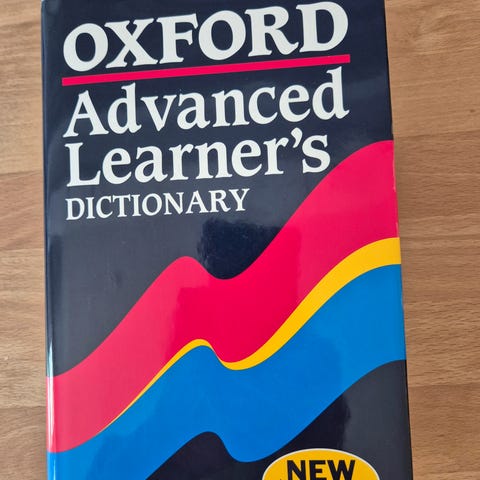 OXFORD
Advanced
Learner's
DICTIONARY
NEW